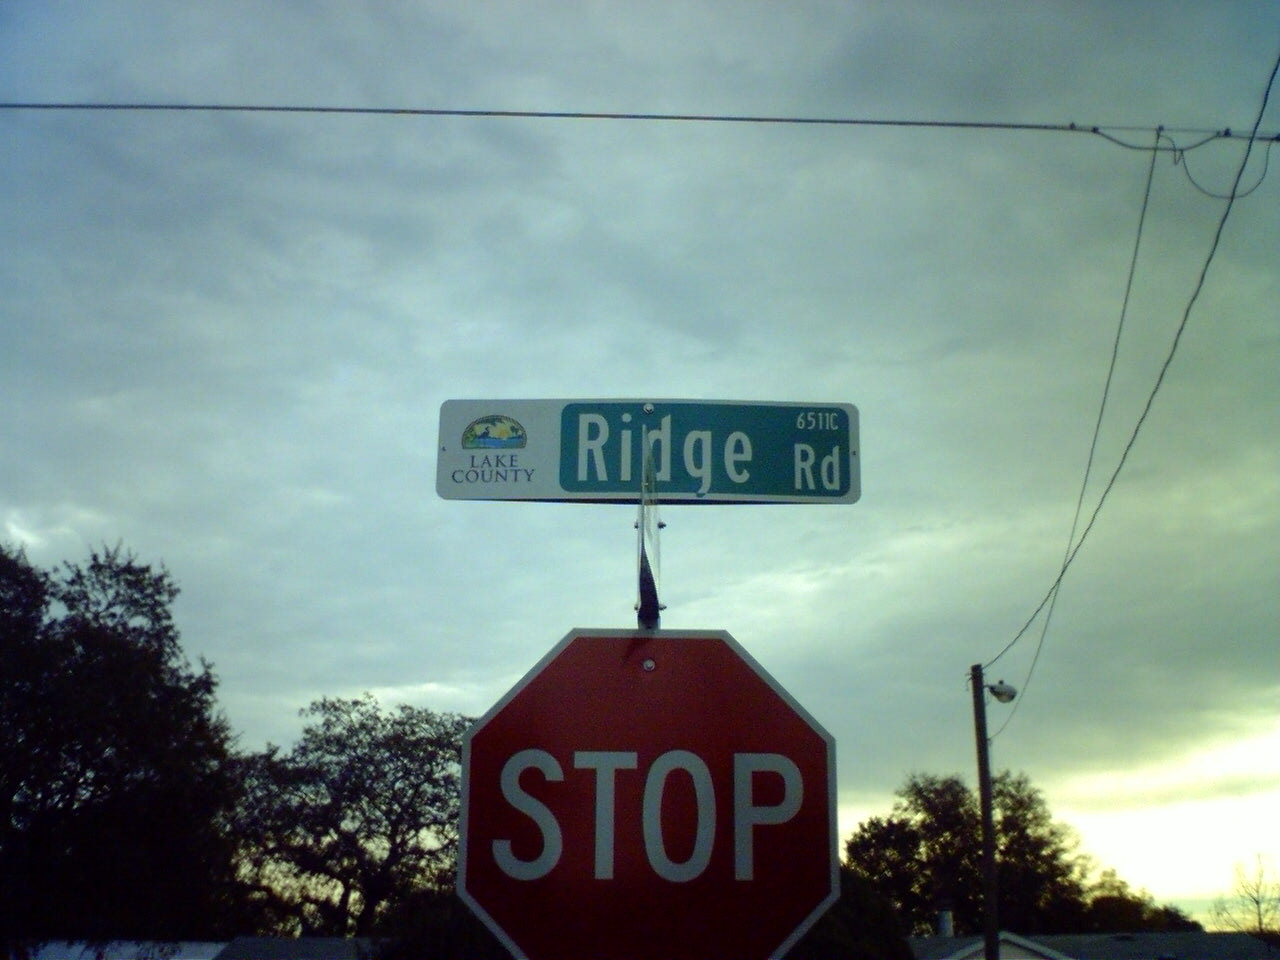 LAKE
COUNTY
Ridge Rd
6511C
STOP